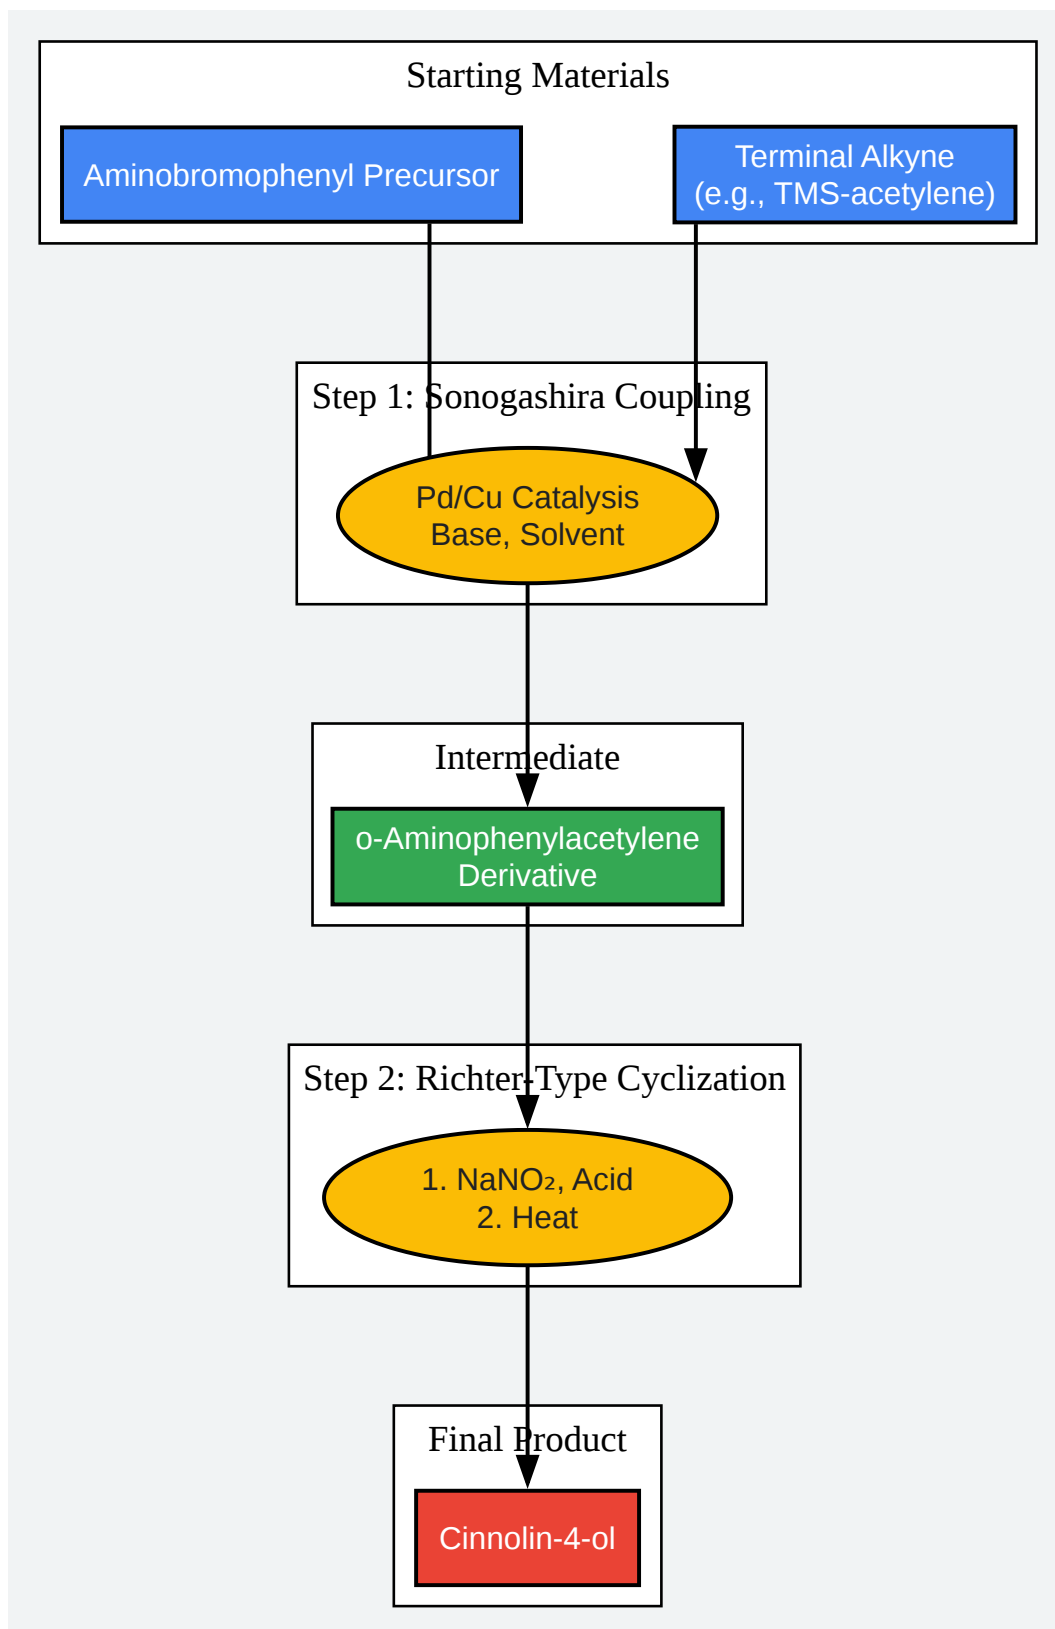 Starting Materials
Aminobromophenyl Precursor
Terminal Alkyne
(e.g., TMS-acetylene)
Step 1: Sonogashira Coupling
Pd/Cu Catalysis
Base, Solvent
Intermediate
o-Aminophenylacetylene
Derivative
Step 2: Richter-Type Cyclization
1. NaNO₂, Acid
2. Heat
Final Product
Cinnolin-4-ol